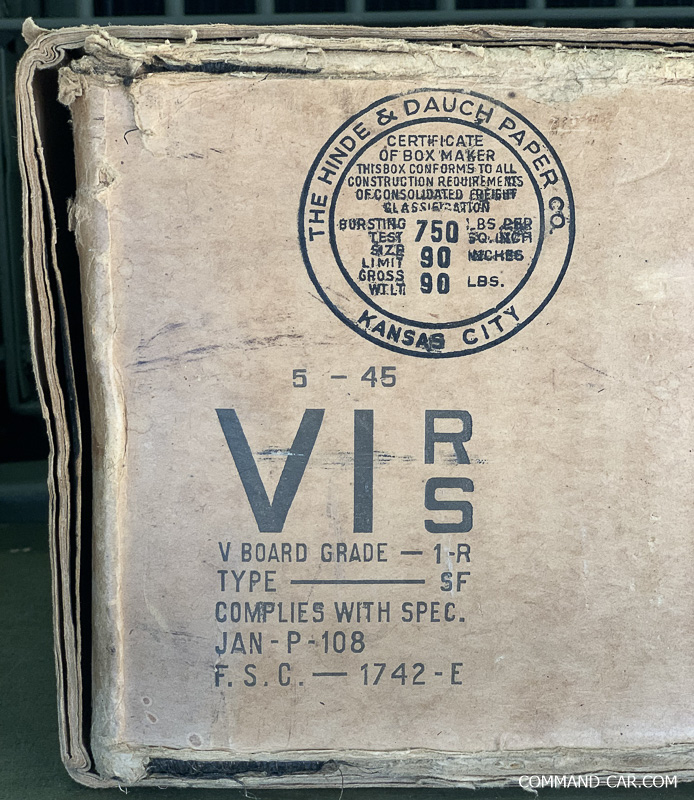 THE HINDE & DAUCH PAPER CO.
CERTIFICATE
OF BOX MAKER
THIS BOX CONFORMS TO ALL
CONSTRUCTION REQUIREMENTS
OF CONSOLIDATED FREIGHT
CLASSIFICATION
BURSTING TEST 750 LBS. PER SQ. INCH
SIZE LIMIT 90 INCHES
GROSS 90 LBS.
KANSAS CITY
5 - 45
VI R S
V BOARD GRADE — 1-R
TYPE — SF
COMPLIES WITH SPEC.
JAN-P-108
F.S.C. — 1742-E
COMMAND-CAR.COM